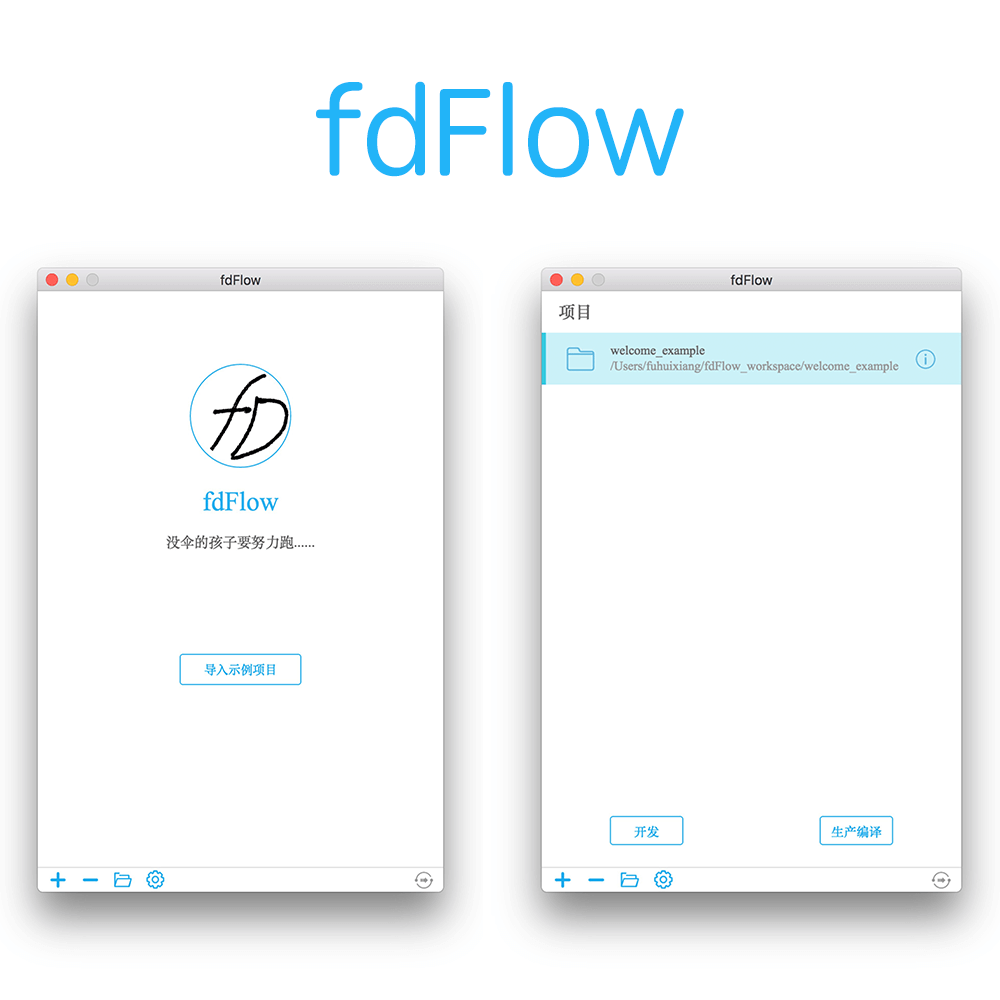 fdFlow
fdFlow
fD
fdFlow
没伞的孩子要努力跑......
导入示例项目
fdFlow
项目
welcome_example
/Users/fuhuixiang/fdFlow_workspace/welcome_example
开发
生产编译